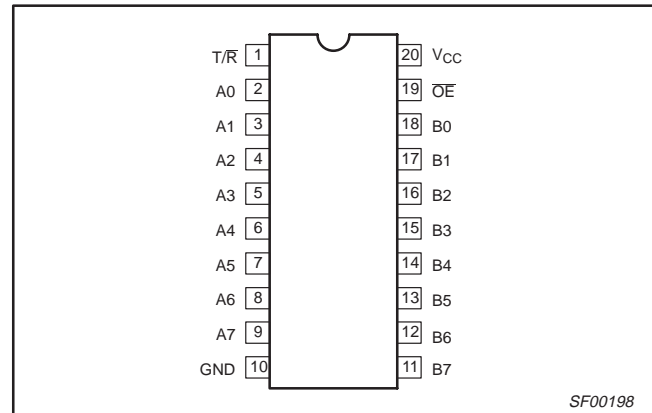 T/R̅ 1 20 VCC
A0 2 19 O̅E̅
A1 3 18 B0
A2 4 17 B1
A3 5 16 B2
A4 6 15 B3
A5 7 14 B4
A6 8 13 B5
A7 9 12 B6
GND 10 11 B7
SF00198